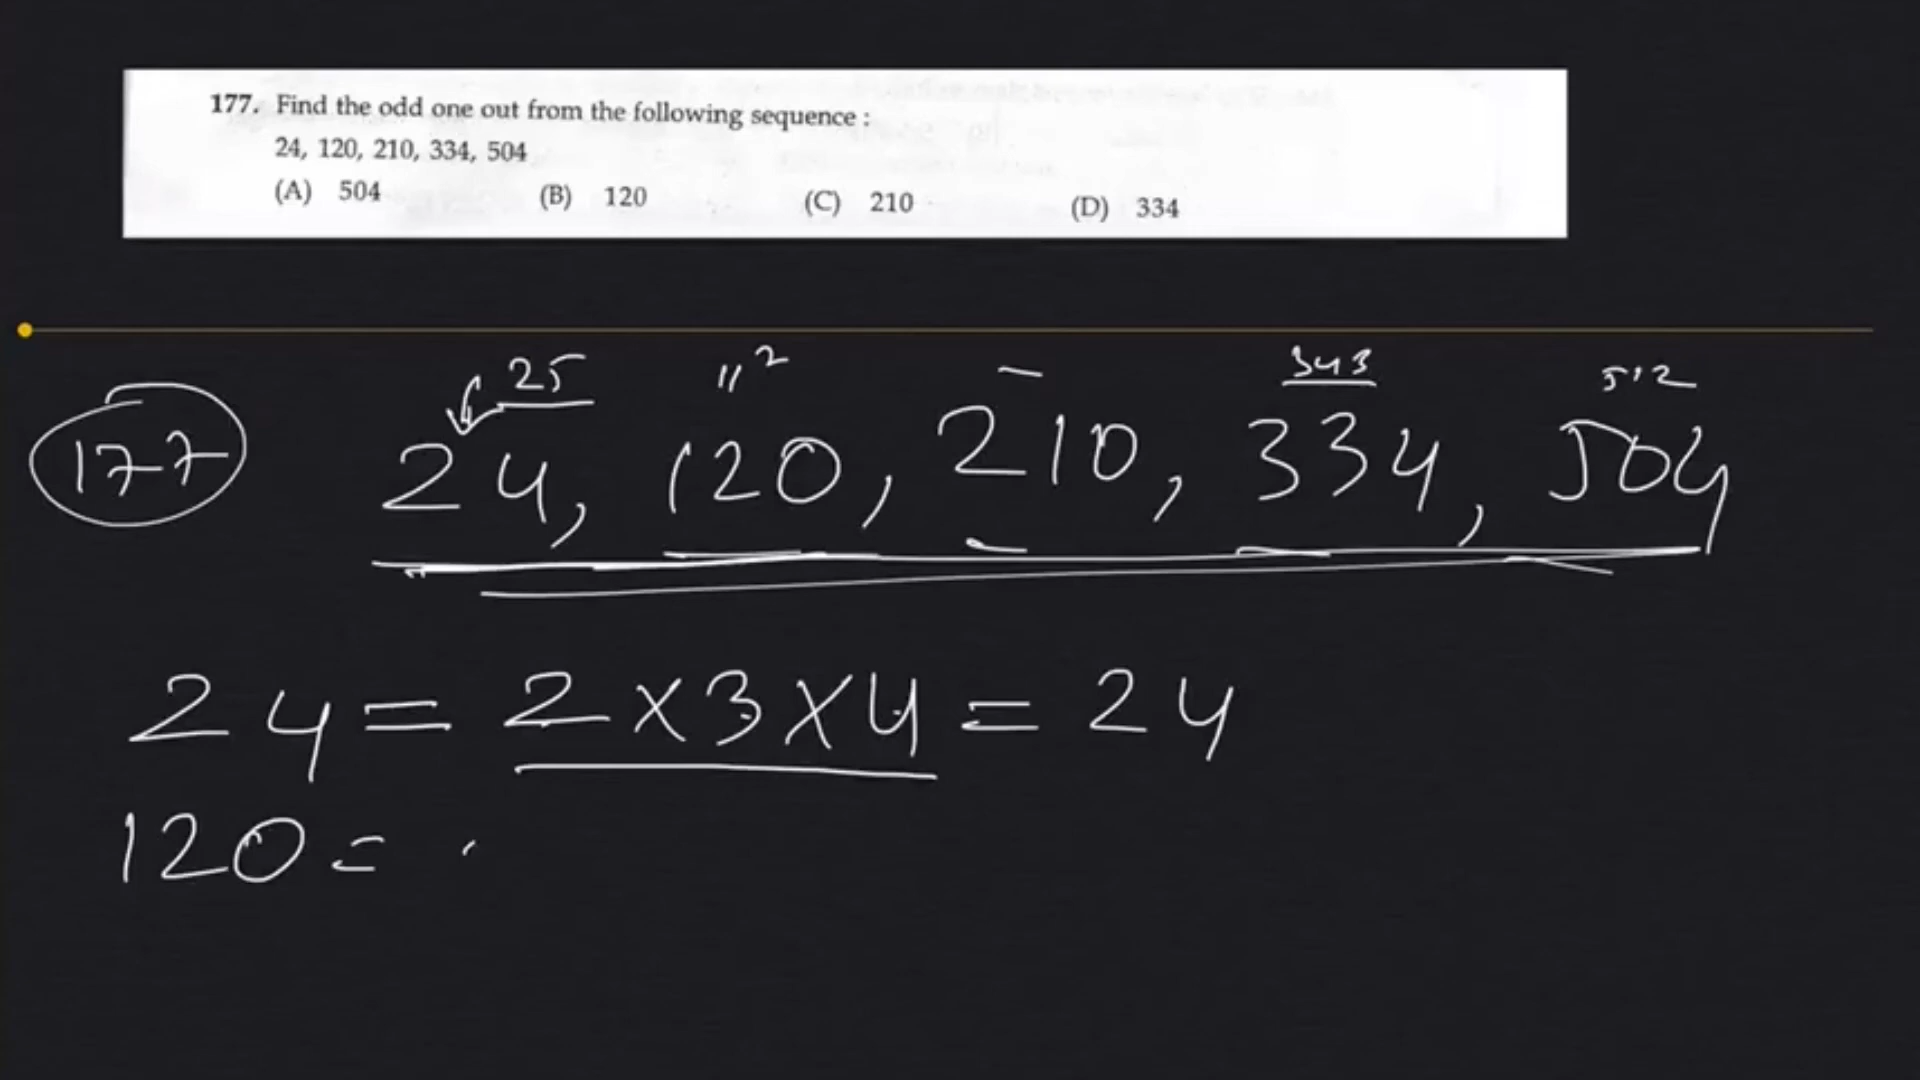 177. Find the odd one out from the following sequence :
24, 120, 210, 334, 504
(A) 504 (B) 120 (C) 210 (D) 334
25 11² 343 512
177 24, 120, 210, 334, 504
24 = 2 × 3 × 4 = 24
120 =